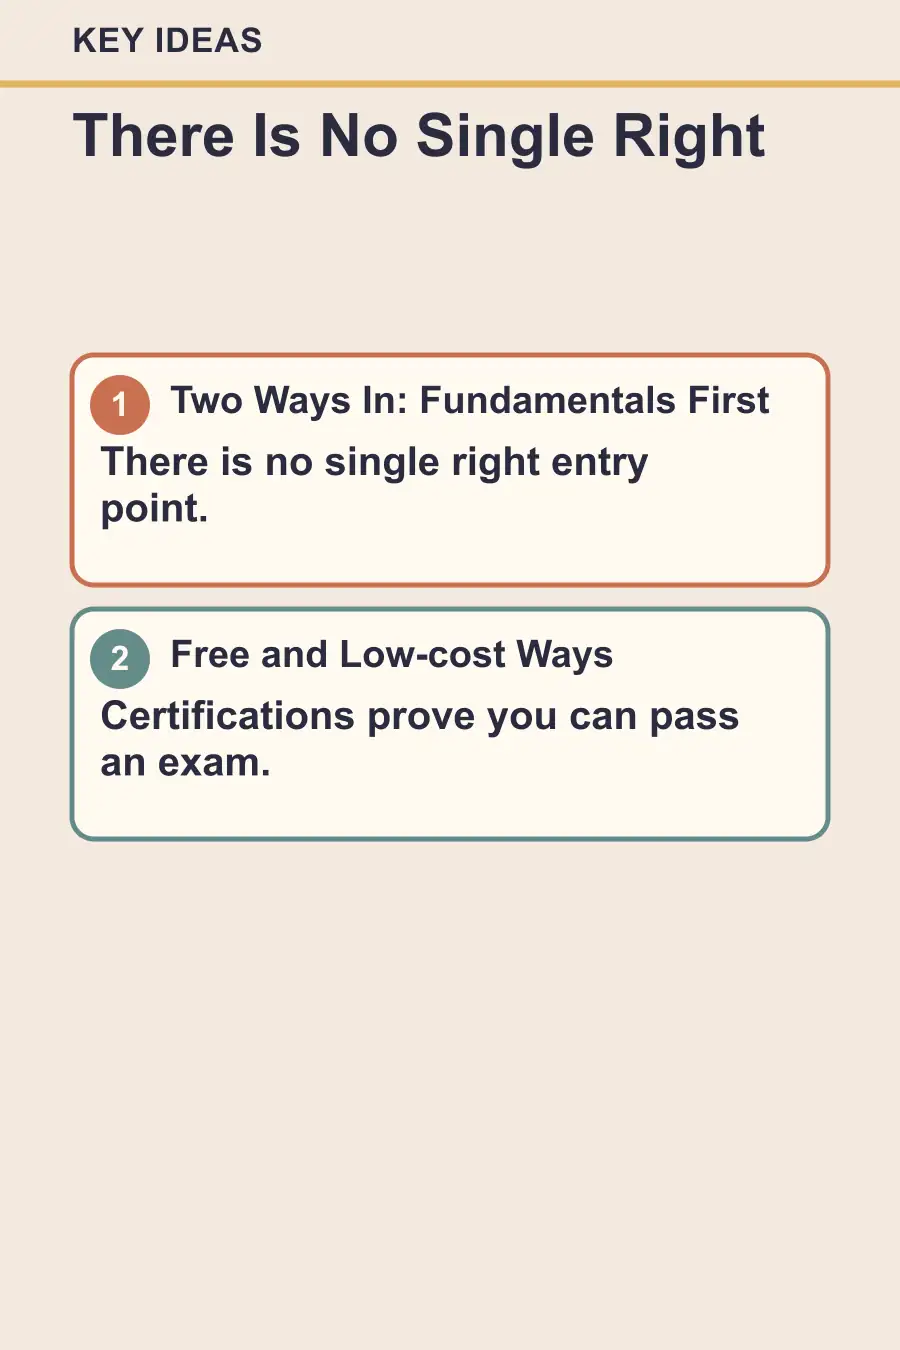 KEY IDEAS
There Is No Single Right
1 Two Ways In: Fundamentals First
There is no single right entry
point.
2 Free and Low-cost Ways
Certifications prove you can pass
an exam.